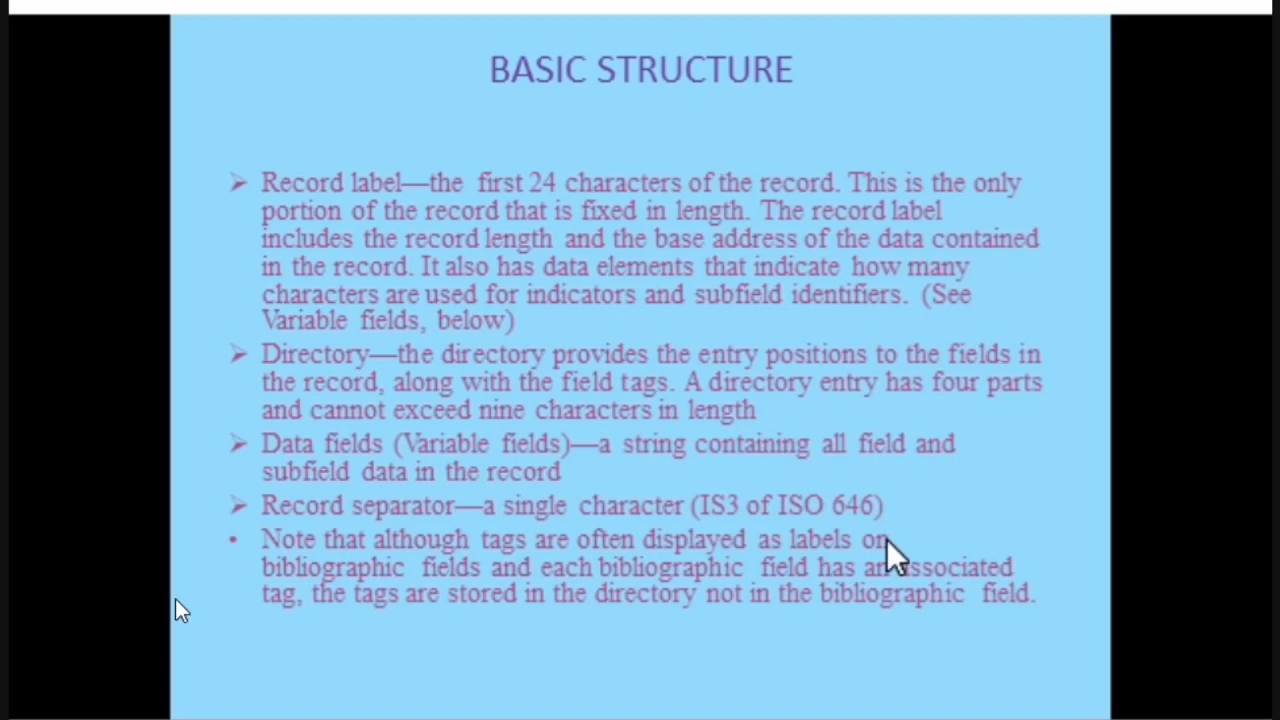 BASIC STRUCTURE
➢ Record label—the first 24 characters of the record. This is the only
portion of the record that is fixed in length. The record label
includes the record length and the base address of the data contained
in the record. It also has data elements that indicate how many
characters are used for indicators and subfield identifiers. (See
Variable fields, below)
➢ Directory—the directory provides the entry positions to the fields in
the record, along with the field tags. A directory entry has four parts
and cannot exceed nine characters in length
➢ Data fields (Variable fields)—a string containing all field and
subfield data in the record
➢ Record separator—a single character (IS3 of ISO 646)
• Note that although tags are often displayed as labels on
bibliographic fields and each bibliographic field has an associated
tag, the tags are stored in the directory not in the bibliographic field.